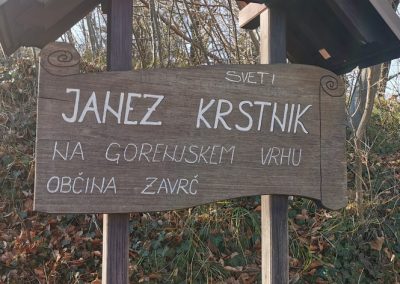 SVETI
JANEZ KRSTNIK
NA GORENJSKEM VRHU
OBČINA ZAVRČ